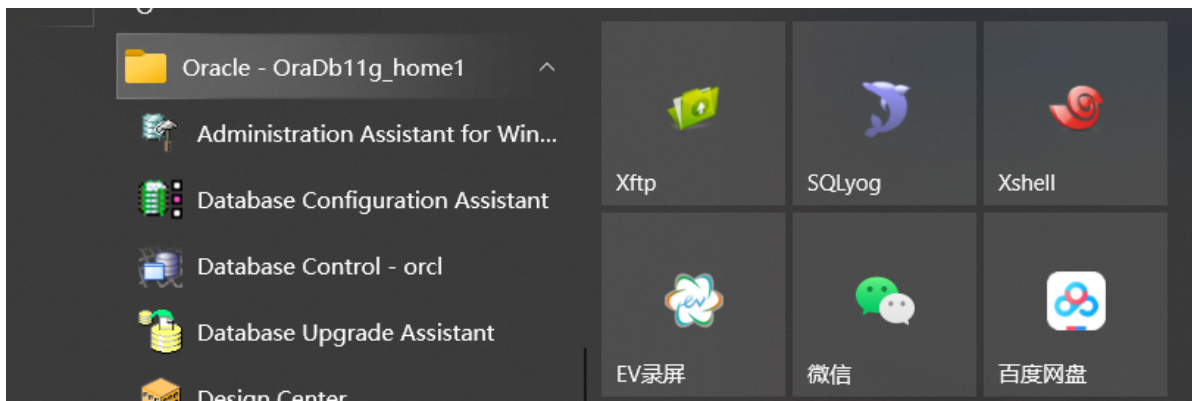 Oracle - OraDb11g_home1
Administration Assistant for Win...
Database Configuration Assistant
Database Control - orcl
Database Upgrade Assistant
Design Center
Xftp
SQLyog
Xshell
EV录屏
微信
百度网盘